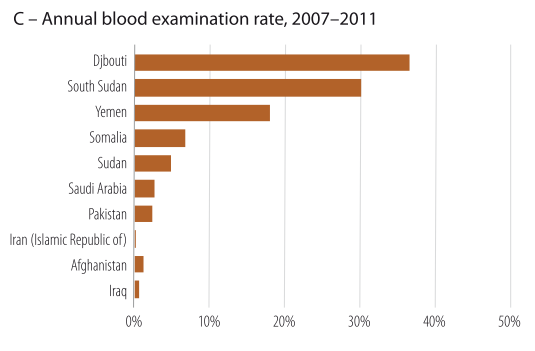 C – Annual blood examination rate, 2007–2011
Djbouti
South Sudan
Yemen
Somalia
Sudan
Saudi Arabia
Pakistan
Iran (Islamic Republic of)
Afghanistan
Iraq
0% 10% 20% 30% 40% 50%